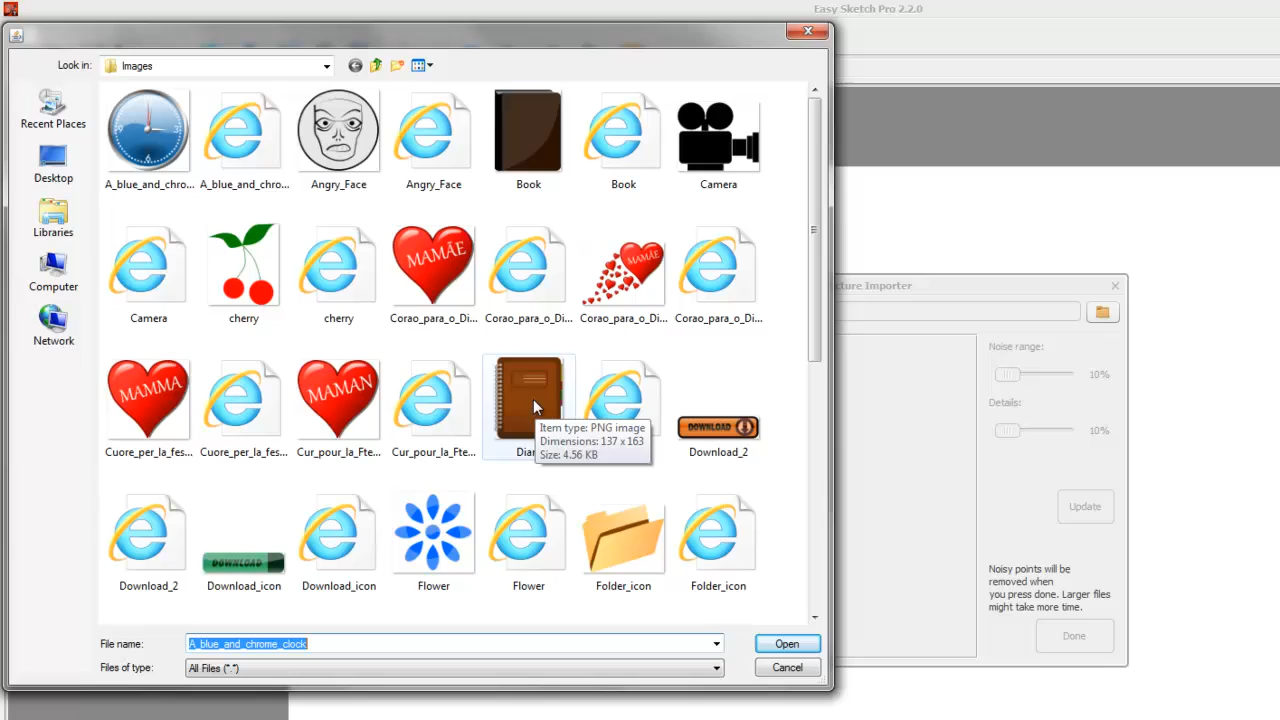 Easy Sketch Pro 2.2.0
Look in:
Images
Recent Places
Desktop
Libraries
Computer
Network
A_blue_and_chro...
A_blue_and_chro...
Angry_Face
Angry_Face
Book
Book
Camera
Camera
cherry
cherry
MAMÃE
Corao_para_o_Di...
Corao_para_o_Di...
MAMÃE
Corao_para_o_Di...
Corao_para_o_Di...
MAMMA
Cuore_per_la_fes...
Cuore_per_la_fes...
MAMAN
Cur_pour_la_Fte...
Cur_pour_la_Fte...
Item type: PNG image
Dimensions: 137 x 163
Size: 4.56 KB
DOWNLOAD
Download_2
Download_2
DOWNLOAD
Download_icon
Download_icon
Flower
Flower
Folder_icon
Folder_icon
File name:
A_blue_and_chrome_clock
Open
Files of type:
All Files (*.*)
Cancel
cture Importer
Noise range:
10%
Details:
10%
Update
Noisy points will be
removed when
you press done. Larger files
might take more time.
Done